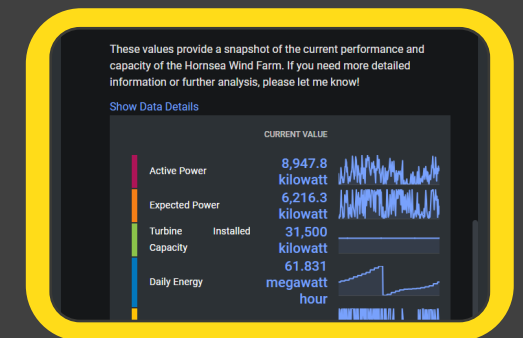 These values provide a snapshot of the current performance and
capacity of the Hornsea Wind Farm. If you need more detailed
information or further analysis, please let me know!
Show Data Details
CURRENT VALUE
Active Power 8,947.8
kilowatt
Expected Power 6,216.3
kilowatt
Turbine Installed 31,500
Capacity kilowatt
61.831
Daily Energy megawatt
hour